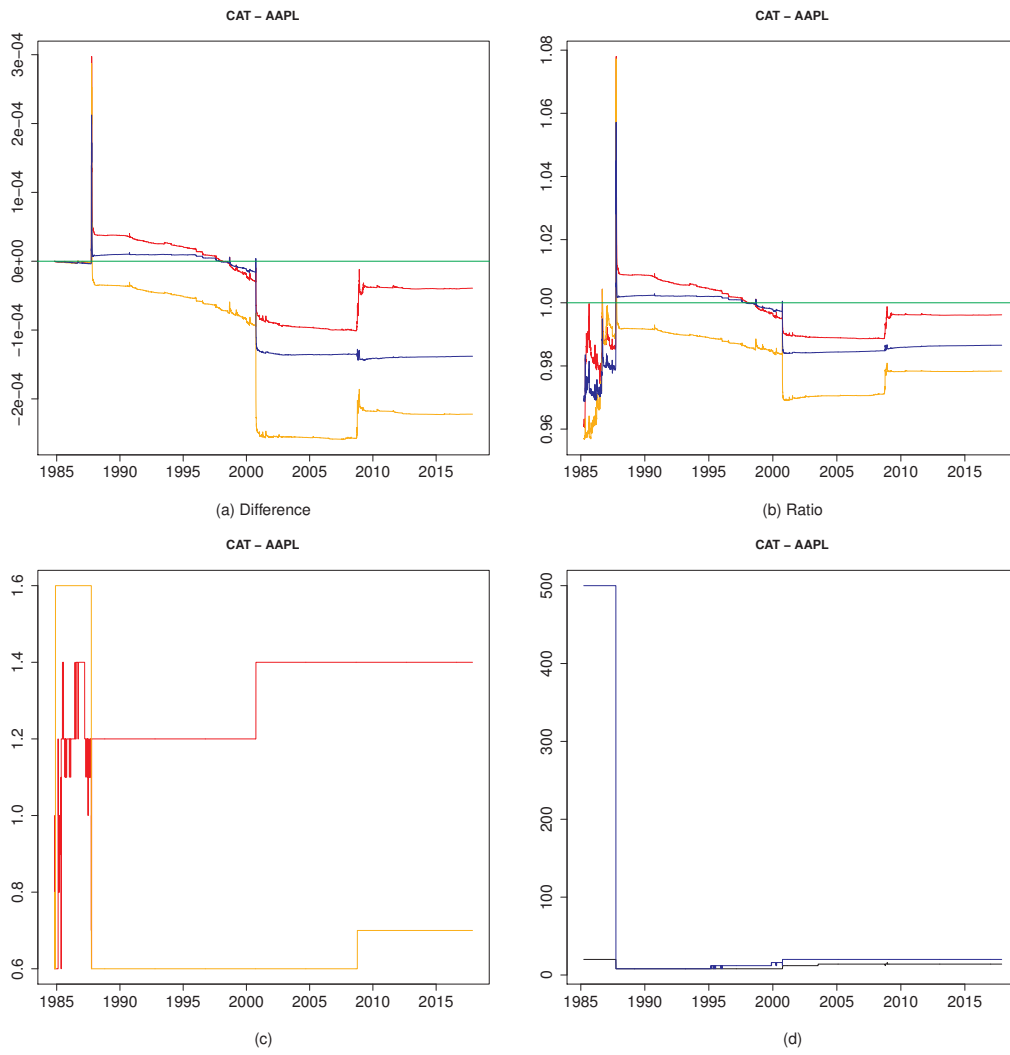 CAT – AAPL
3e−04
2e−04
1e−04
0e+00
−1e−04
−2e−04
1985 1990 1995 2000 2005 2010 2015
(a) Difference
CAT – AAPL
1.08
1.06
1.04
1.02
1.00
0.98
0.96
1985 1990 1995 2000 2005 2010 2015
(b) Ratio
CAT – AAPL
1.6
1.4
1.2
1.0
0.8
0.6
1985 1990 1995 2000 2005 2010 2015
(c)
CAT – AAPL
500
400
300
200
100
0
1985 1990 1995 2000 2005 2010 2015
(d)